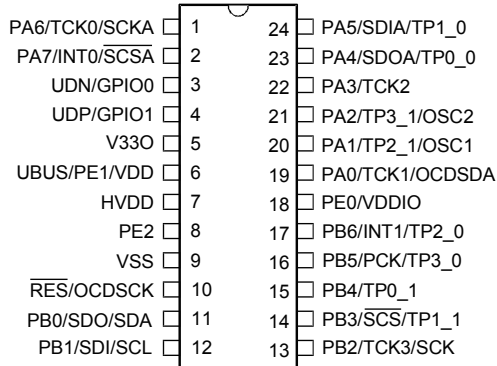 PA6/TCK0/SCKA 1 24 PA5/SDIA/TP1_0
PA7/INT0/SCSA 2 23 PA4/SDOA/TP0_0
UDN/GPIO0 3 22 PA3/TCK2
UDP/GPIO1 4 21 PA2/TP3_1/OSC2
V33O 5 20 PA1/TP2_1/OSC1
UBUS/PE1/VDD 6 19 PA0/TCK1/OCDSDA
HVDD 7 18 PE0/VDDIO
PE2 8 17 PB6/INT1/TP2_0
VSS 9 16 PB5/PCK/TP3_0
RES/OCDSCK 10 15 PB4/TP0_1
PB0/SDO/SDA 11 14 PB3/SCS/TP1_1
PB1/SDI/SCL 12 13 PB2/TCK3/SCK